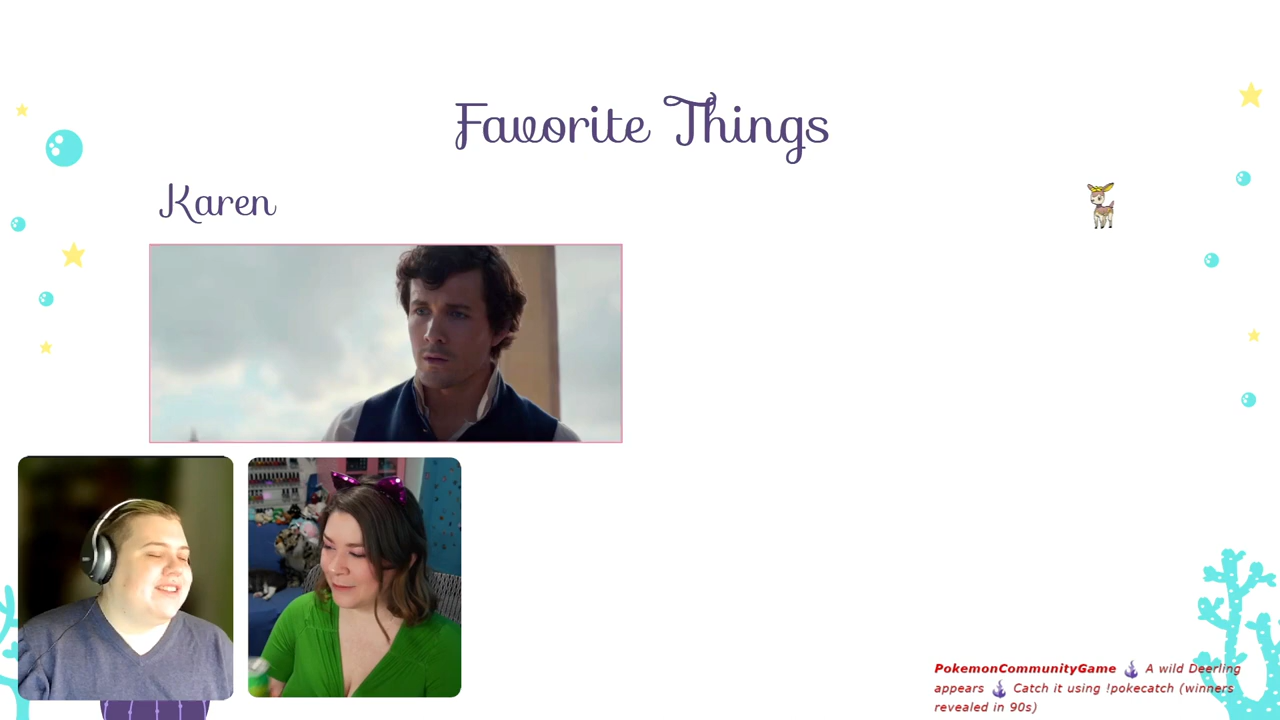 Favorite Things
Karen
PokemonCommunityGame A wild Deerling
appears Catch it using !pokecatch (winners
revealed in 90s)